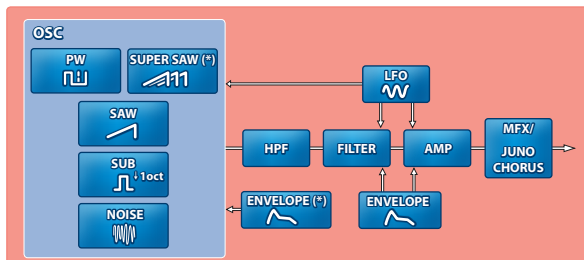 OSC
PW
SUPER SAW (*)
SAW
SUB
↓1oct
NOISE
LFO
HPF
FILTER
AMP
MFX/
JUNO
CHORUS
ENVELOPE (*)
ENVELOPE